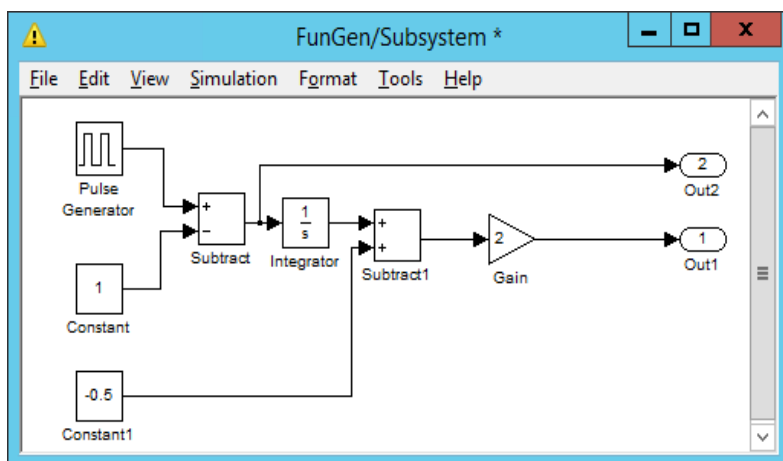 FunGen/Subsystem *
File Edit View Simulation Format Tools Help
Pulse
Generator
+
−
Subtract
1
s
Integrator
+
+
Subtract1
2
Gain
2
Out2
1
Out1
1
Constant
-0.5
Constant1